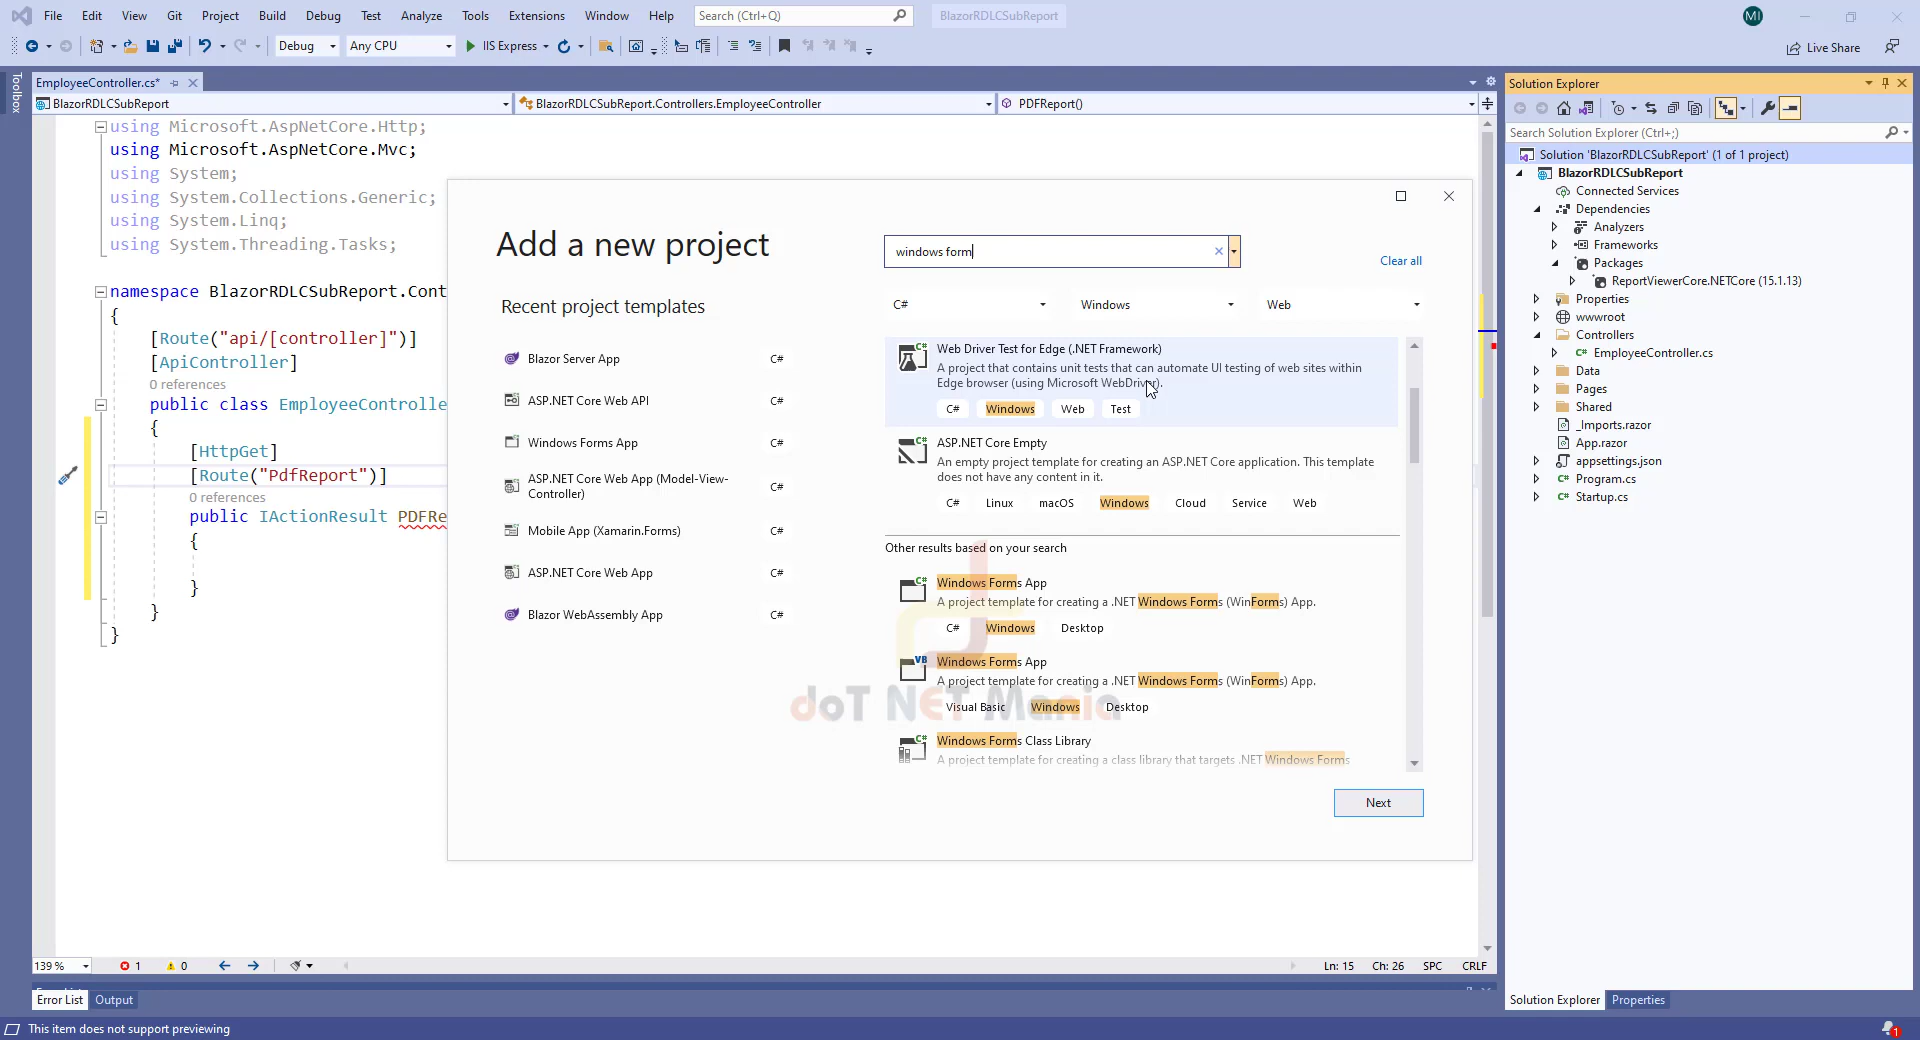 File Edit View Git Project Build Debug Test Analyze Tools Extensions Window Help Search (Ctrl+Q) BlazorRDLCSubReport MI
Debug Any CPU IIS Express Live Share
Toolbox
EmployeeController.cs*
BlazorRDLCSubReport BlazorRDLCSubReport.Controllers.EmployeeController PDFReport()
using Microsoft.AspNetCore.Http;
using Microsoft.AspNetCore.Mvc;
using System;
using System.Collections.Generic;
using System.Linq;
using System.Threading.Tasks;
namespace BlazorRDLCSubReport.Cont
{
[Route("api/[controller]")]
[ApiController]
0 references
public class EmployeeControlle
{
[HttpGet]
[Route("PdfReport")]
0 references
public IActionResult PDFRe
{
}
}
}
Add a new project
windows form
Clear all
Recent project templates
C# Windows Web
Blazor Server App C#
ASP.NET Core Web API C#
Windows Forms App C#
ASP.NET Core Web App (Model-View-
Controller) C#
Mobile App (Xamarin.Forms) C#
ASP.NET Core Web App C#
Blazor WebAssembly App C#
Web Driver Test for Edge (.NET Framework)
A project that contains unit tests that can automate UI testing of web sites within
Edge browser (using Microsoft WebDriver).
C# Windows Web Test
ASP.NET Core Empty
An empty project template for creating an ASP.NET Core application. This template
does not have any content in it.
C# Linux macOS Windows Cloud Service Web
Other results based on your search
Windows Forms App
A project template for creating a .NET Windows Forms (WinForms) App.
C# Windows Desktop
Windows Forms App
A project template for creating a .NET Windows Forms (WinForms) App.
Visual Basic Windows Desktop
doT NET Mania
Windows Forms Class Library
A project template for creating a class library that targets .NET Windows Forms
Next
Solution Explorer
Search Solution Explorer (Ctrl+;)
Solution 'BlazorRDLCSubReport' (1 of 1 project)
BlazorRDLCSubReport
Connected Services
Dependencies
Analyzers
Frameworks
Packages
ReportViewerCore.NETCore (15.1.13)
Properties
wwwroot
Controllers
C# EmployeeController.cs
Data
Pages
Shared
_Imports.razor
App.razor
appsettings.json
C# Program.cs
C# Startup.cs
139 % 1 0 Ln: 15 Ch: 26 SPC CRLF
Error List Output
Solution Explorer Properties
This item does not support previewing 1